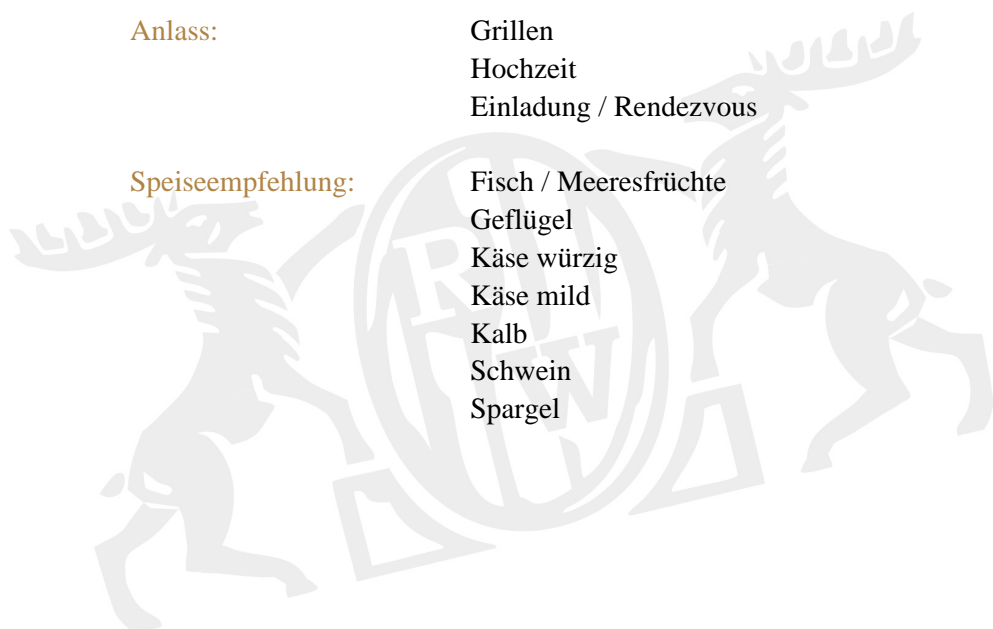 Anlass: Grillen
Hochzeit
Einladung / Rendezvous
Speiseempfehlung: Fisch / Meeresfrüchte
Geflügel
Käse würzig
Käse mild
Kalb
Schwein
Spargel
R
W